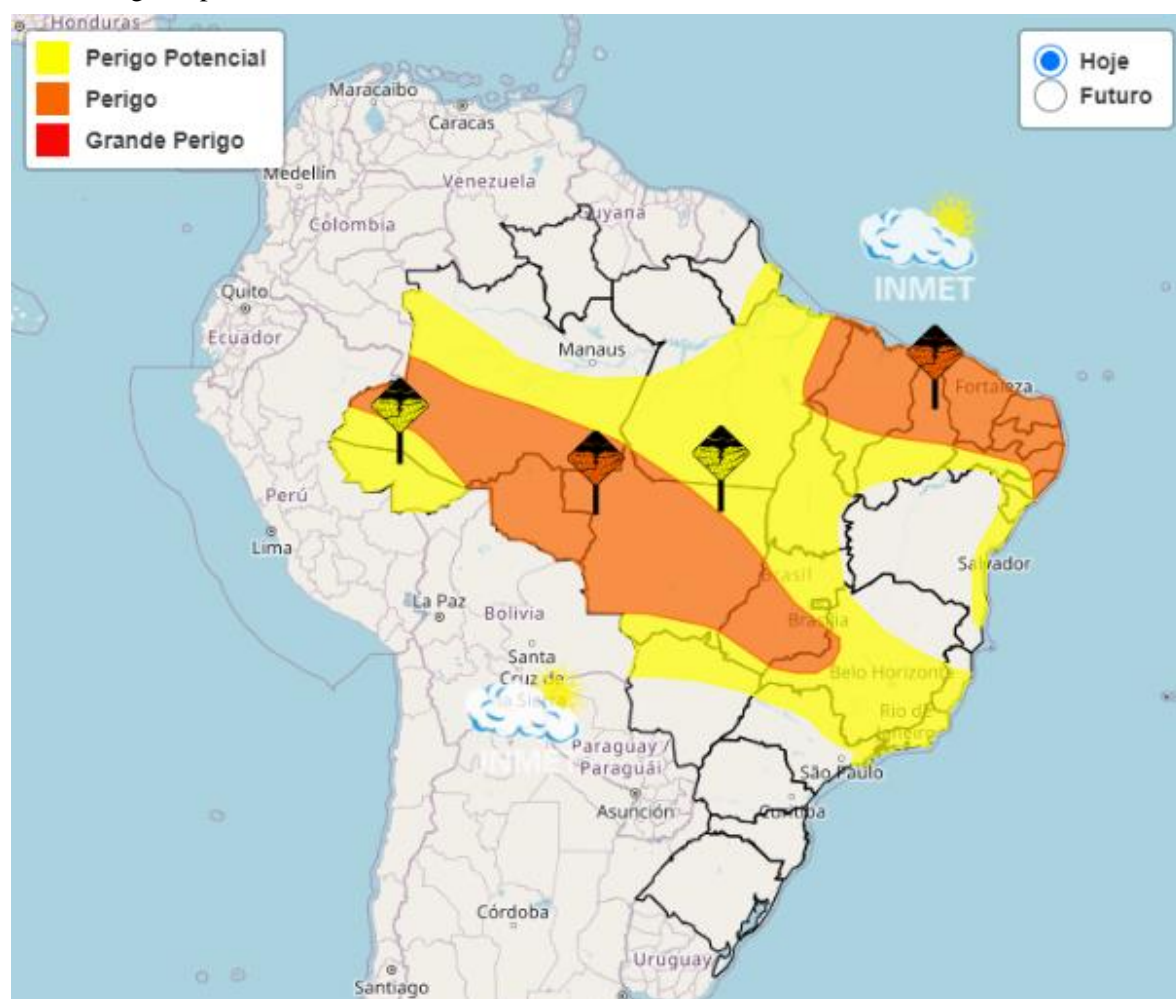 Honduras
Perigo Potencial
Perigo
Grande Perigo
Hoje
Futuro
Maracaibo
Caracas
Medellín
Venezuela
Guyana
Colombia
INMET
Quito
Ecuador
Manaus
Fortaleza
Perú
Lima
Salvador
Brasil
La Paz
Bolivia
Brasília
Santa
Cruz de
la Sierra
Belo Horizonte
Rio de
Janeiro
INMET
Paraguay /
Paraguái
São Paulo
Asunción
Curitiba
Córdoba
Uruguay
Santiago